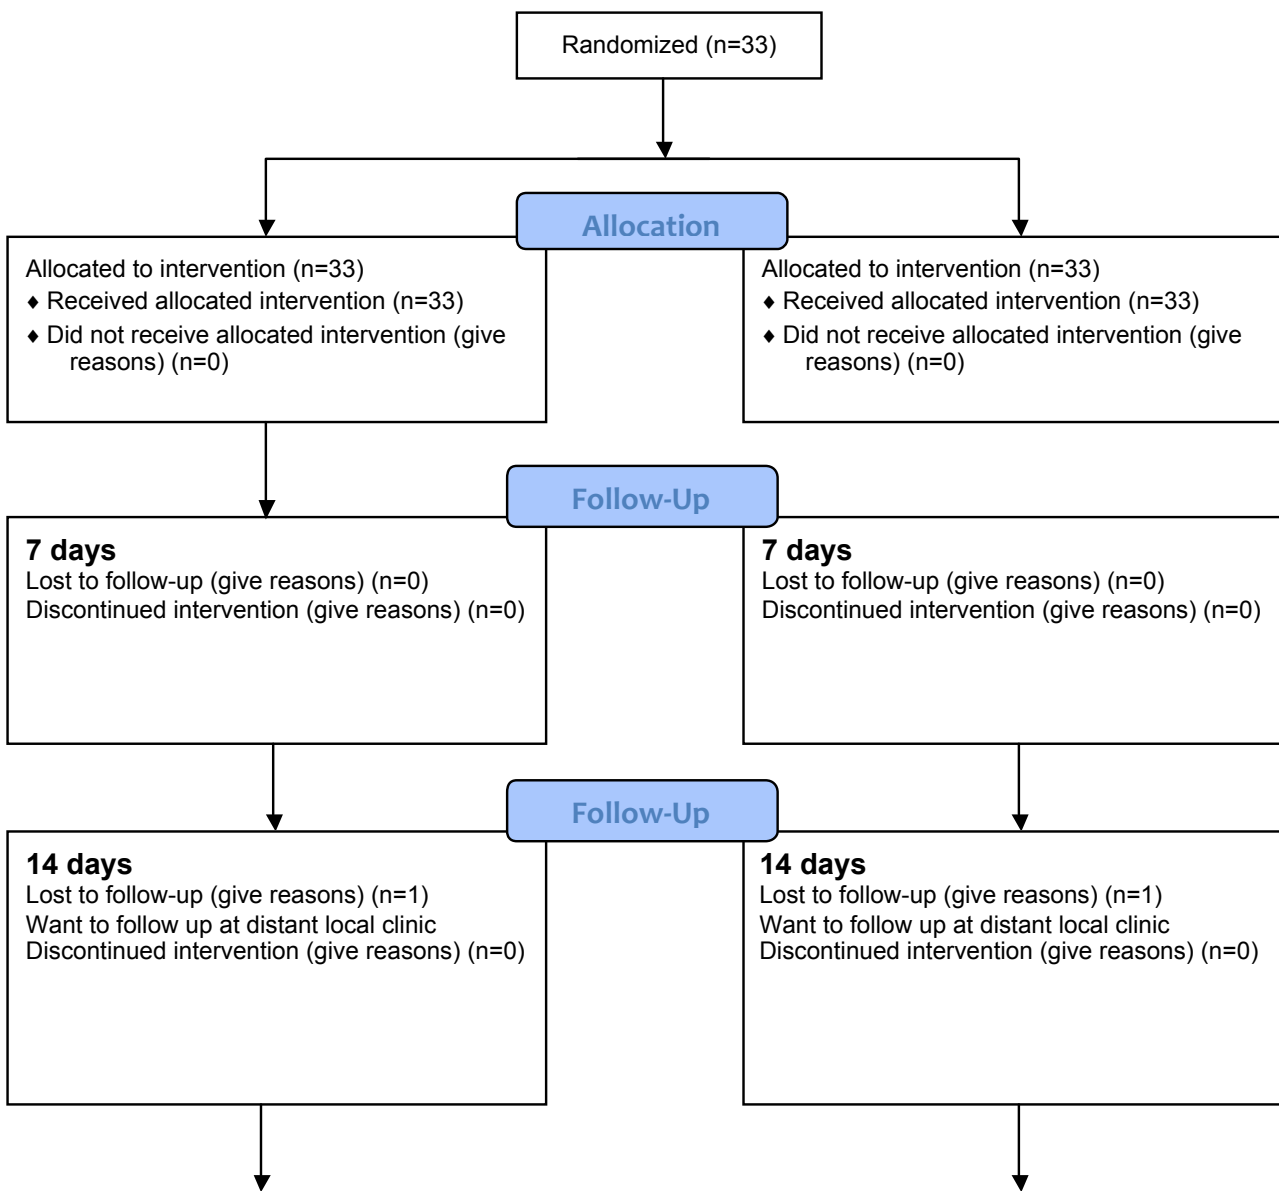 Randomized (n=33)
Allocation
Allocated to intervention (n=33)
♦ Received allocated intervention (n=33)
♦ Did not receive allocated intervention (give
reasons) (n=0)
Allocated to intervention (n=33)
♦ Received allocated intervention (n=33)
♦ Did not receive allocated intervention (give
reasons) (n=0)
Follow-Up
7 days
Lost to follow-up (give reasons) (n=0)
Discontinued intervention (give reasons) (n=0)
7 days
Lost to follow-up (give reasons) (n=0)
Discontinued intervention (give reasons) (n=0)
Follow-Up
14 days
Lost to follow-up (give reasons) (n=1)
Want to follow up at distant local clinic
Discontinued intervention (give reasons) (n=0)
14 days
Lost to follow-up (give reasons) (n=1)
Want to follow up at distant local clinic
Discontinued intervention (give reasons) (n=0)